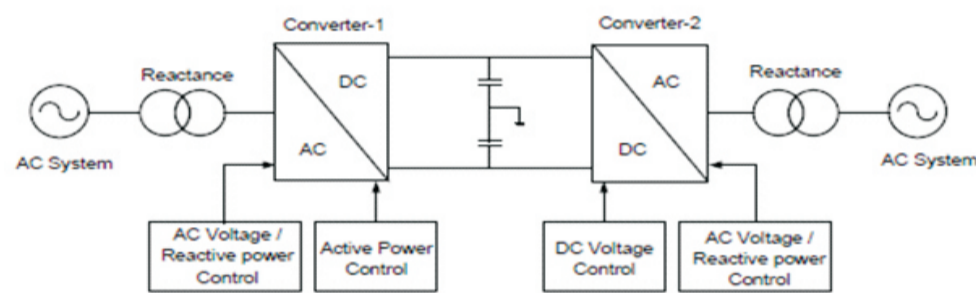 Converter-1
Converter-2
Reactance
DC
AC
Reactance
AC System
AC
DC
AC System
AC Voltage /
Reactive power
Control
Active Power
Control
DC Voltage
Control
AC Voltage /
Reactive power
Control